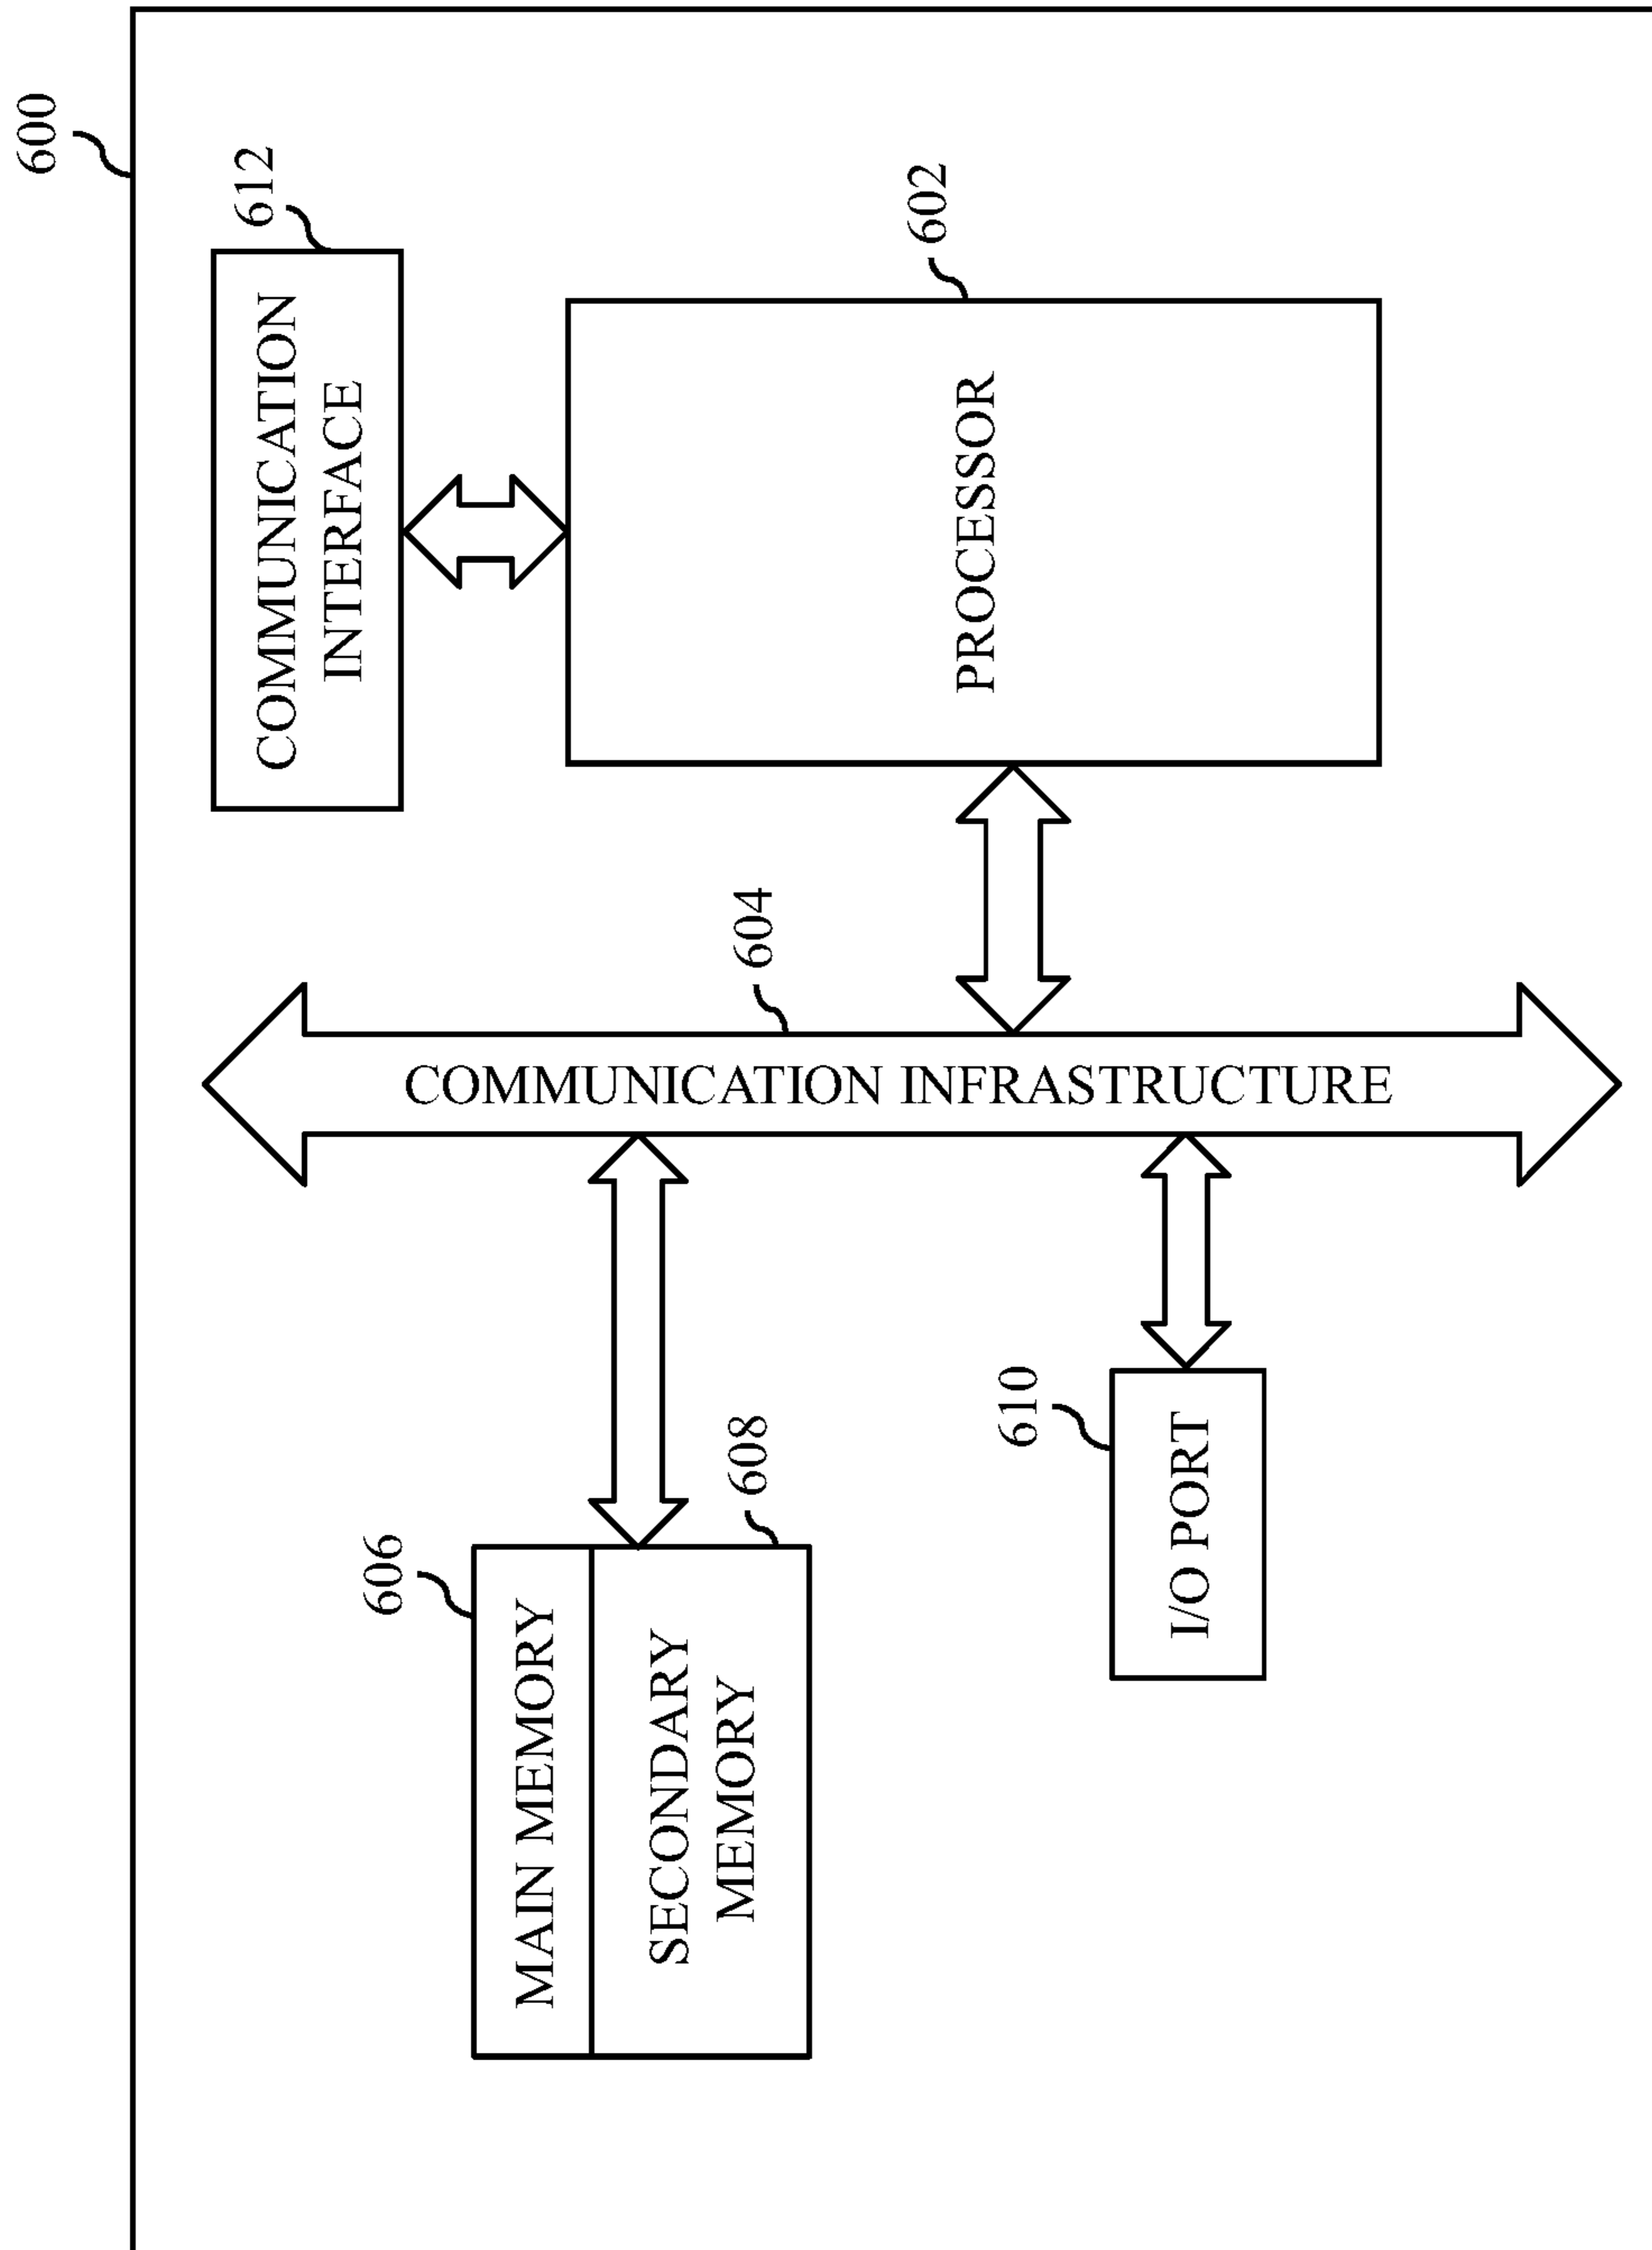 600
612
COMMUNICATION
INTERFACE
602
PROCESSOR
604
COMMUNICATION INFRASTRUCTURE
606
MAIN MEMORY
608
SECONDARY
MEMORY
610
I/O PORT